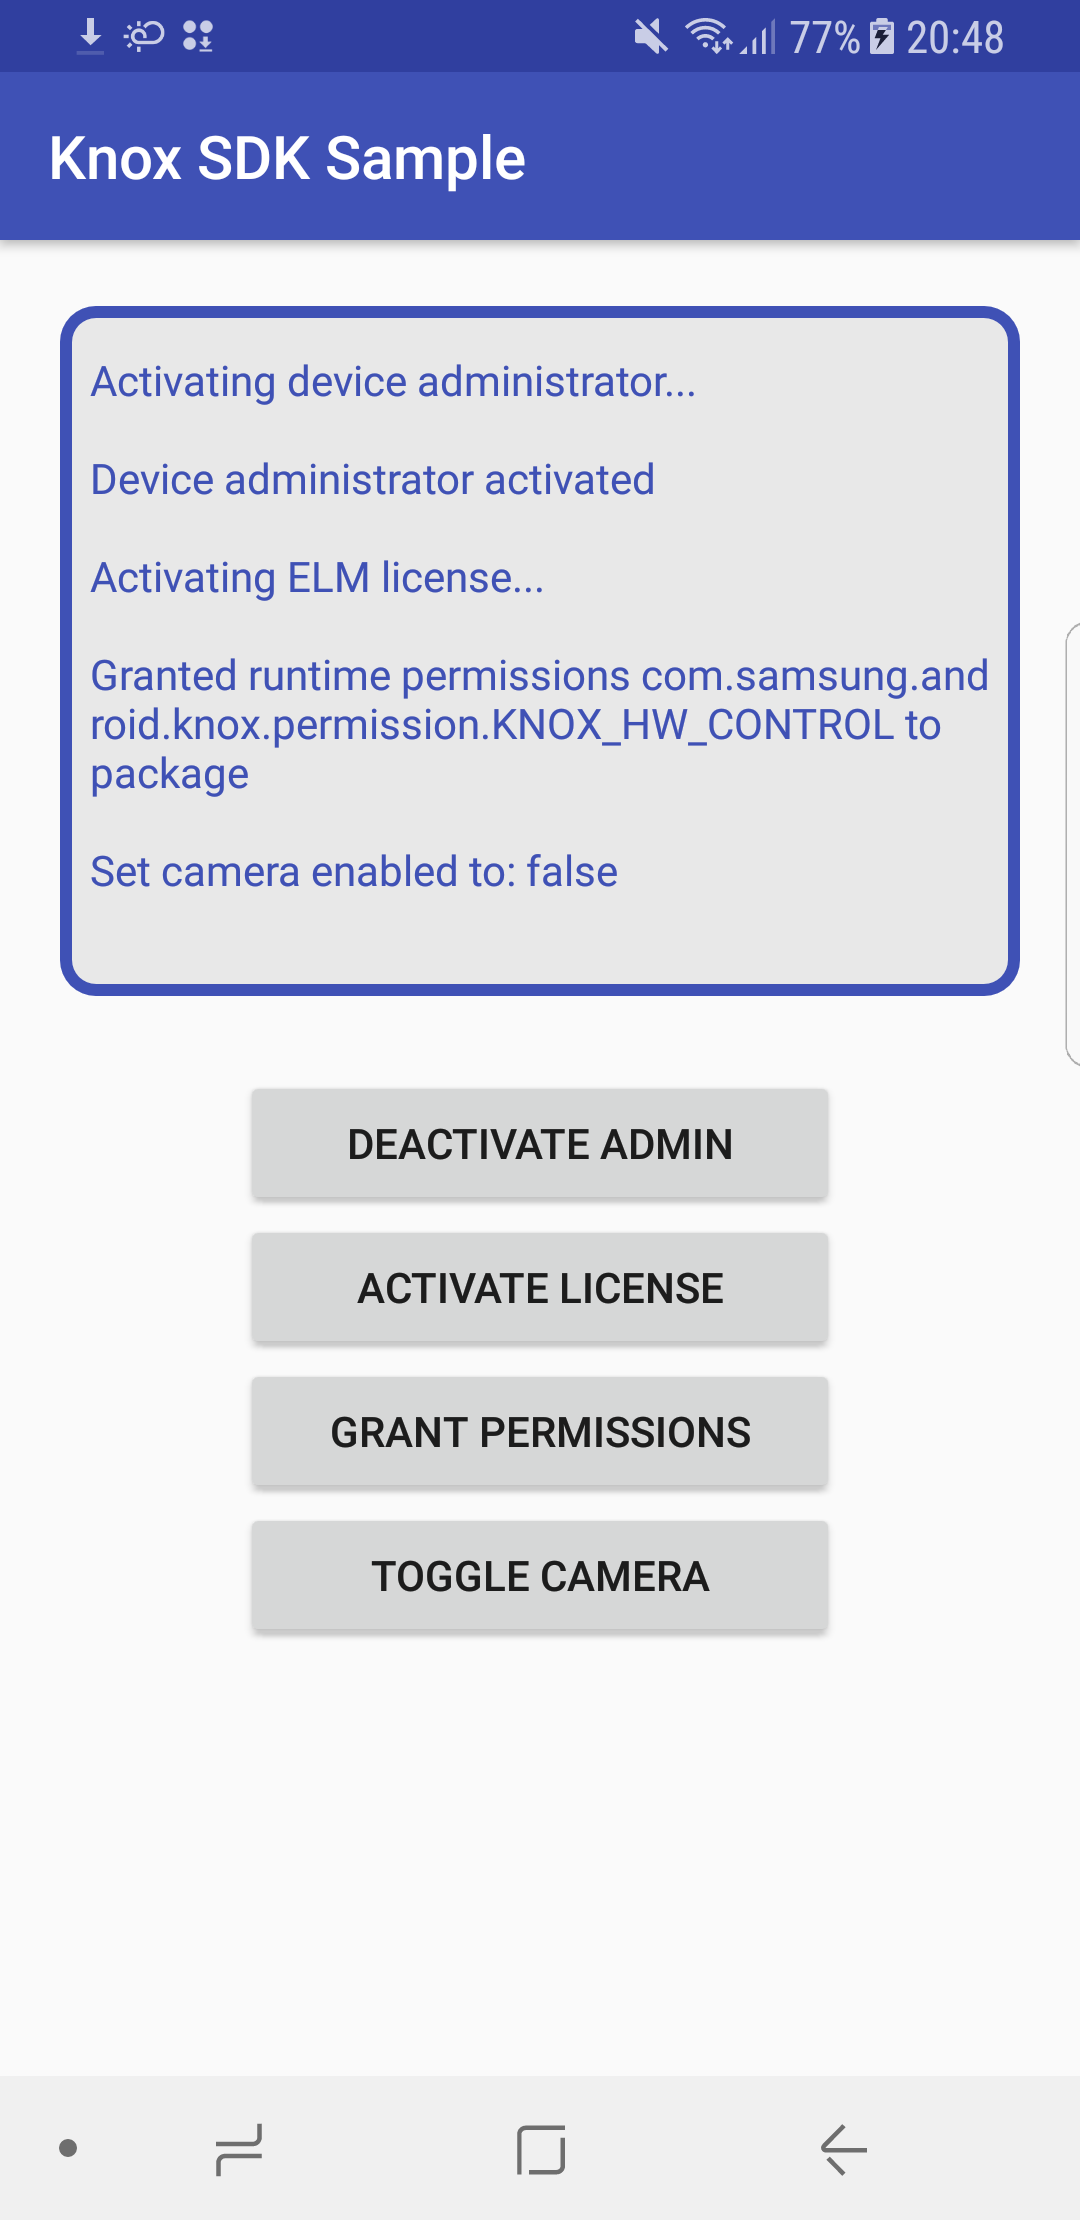 77% 20:48
Knox SDK Sample
Activating device administrator...
Device administrator activated
Activating ELM license...
Granted runtime permissions com.samsung.and
roid.knox.permission.KNOX_HW_CONTROL to
package
Set camera enabled to: false
DEACTIVATE ADMIN
ACTIVATE LICENSE
GRANT PERMISSIONS
TOGGLE CAMERA